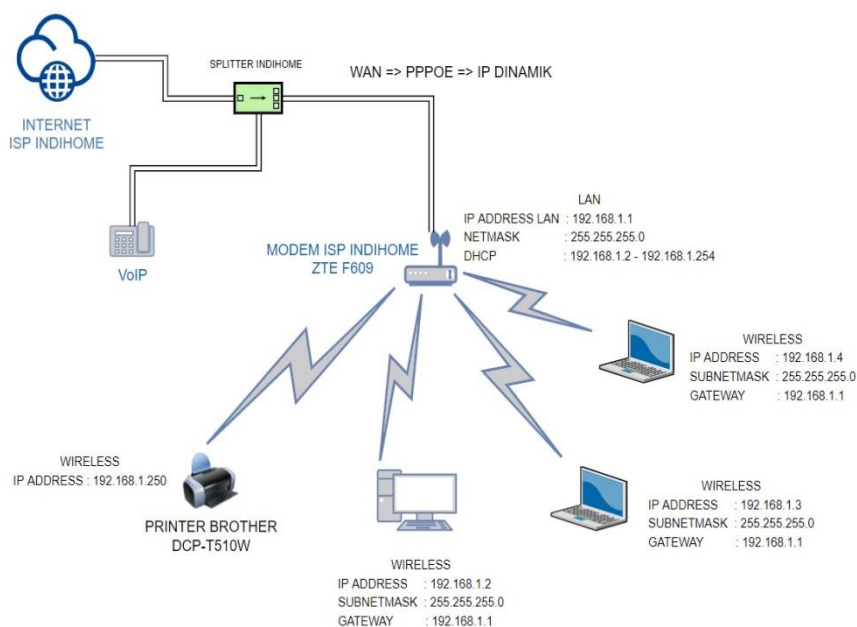 SPLITTER INDIHOME
WAN => PPPOE => IP DINAMIK
INTERNET
ISP INDIHOME
VoIP
MODEM ISP INDIHOME
ZTE F609
LAN
IP ADDRESS LAN : 192.168.1.1
NETMASK : 255.255.255.0
DHCP : 192.168.1.2 - 192.168.1.254
WIRELESS
IP ADDRESS : 192.168.1.4
SUBNETMASK : 255.255.255.0
GATEWAY : 192.168.1.1
WIRELESS
IP ADDRESS : 192.168.1.250
PRINTER BROTHER
DCP-T510W
WIRELESS
IP ADDRESS : 192.168.1.3
SUBNETMASK : 255.255.255.0
GATEWAY : 192.168.1.1
WIRELESS
IP ADDRESS : 192.168.1.2
SUBNETMASK : 255.255.255.0
GATEWAY : 192.168.1.1